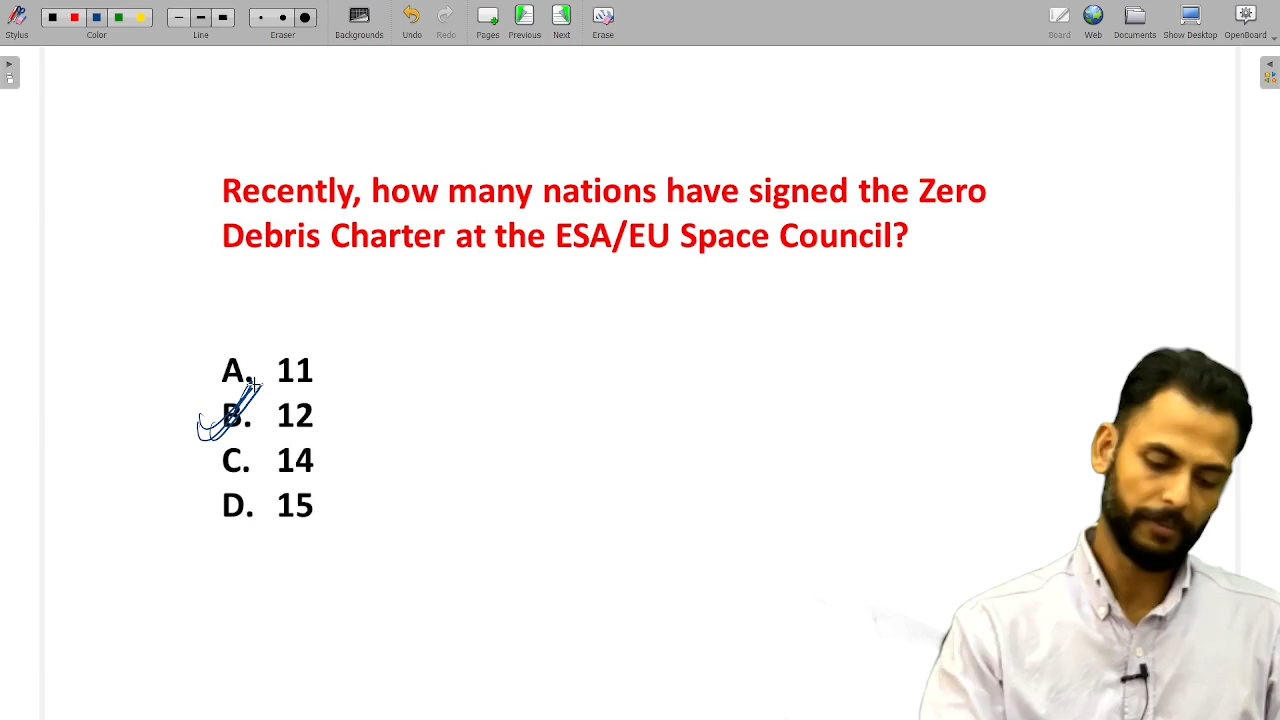 Stylus
Color
Line
Eraser
Backgrounds
Undo
Redo
Pages
Previous
Next
Erase
Board
Web
Documents
Show Desktop
OpenBoard
Recently, how many nations have signed the Zero
Debris Charter at the ESA/EU Space Council?
A. 11
B. 12
C. 14
D. 15